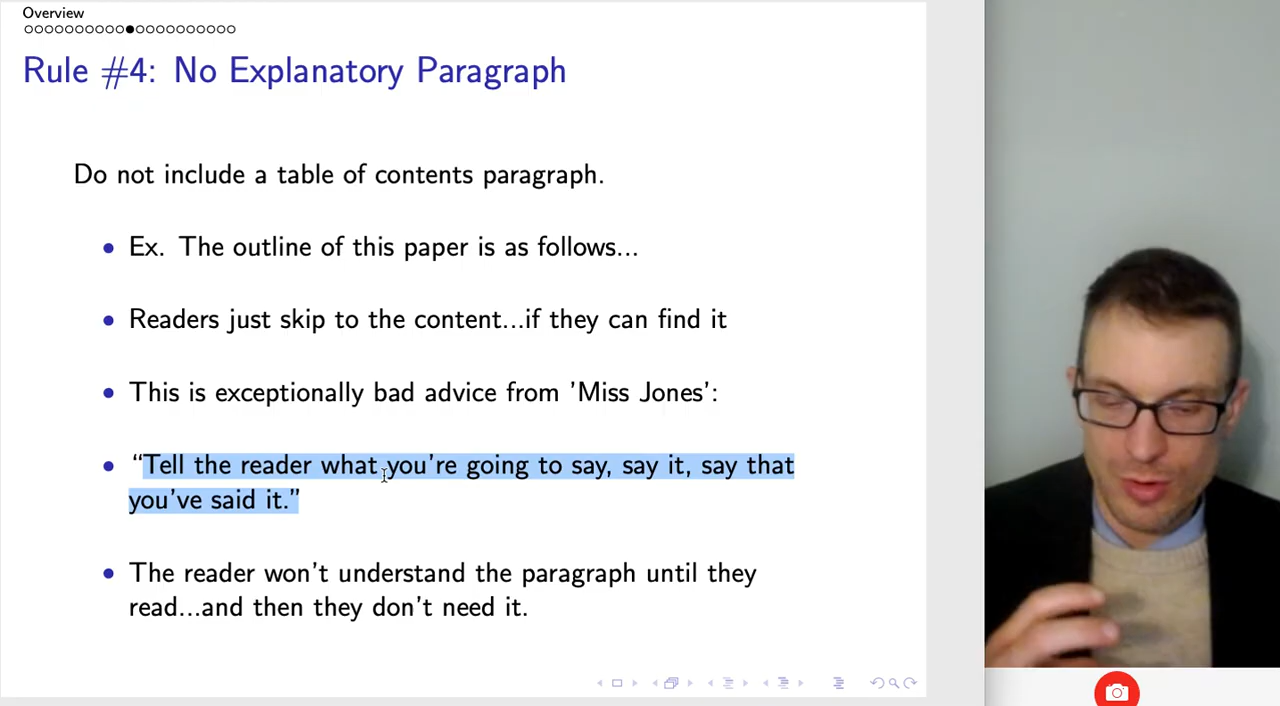 Overview
Rule #4: No Explanatory Paragraph
Do not include a table of contents paragraph.
Ex. The outline of this paper is as follows...
Readers just skip to the content...if they can find it
This is exceptionally bad advice from 'Miss Jones':
“Tell the reader what you're going to say, say it, say that
you've said it.”
The reader won't understand the paragraph until they
read...and then they don't need it.